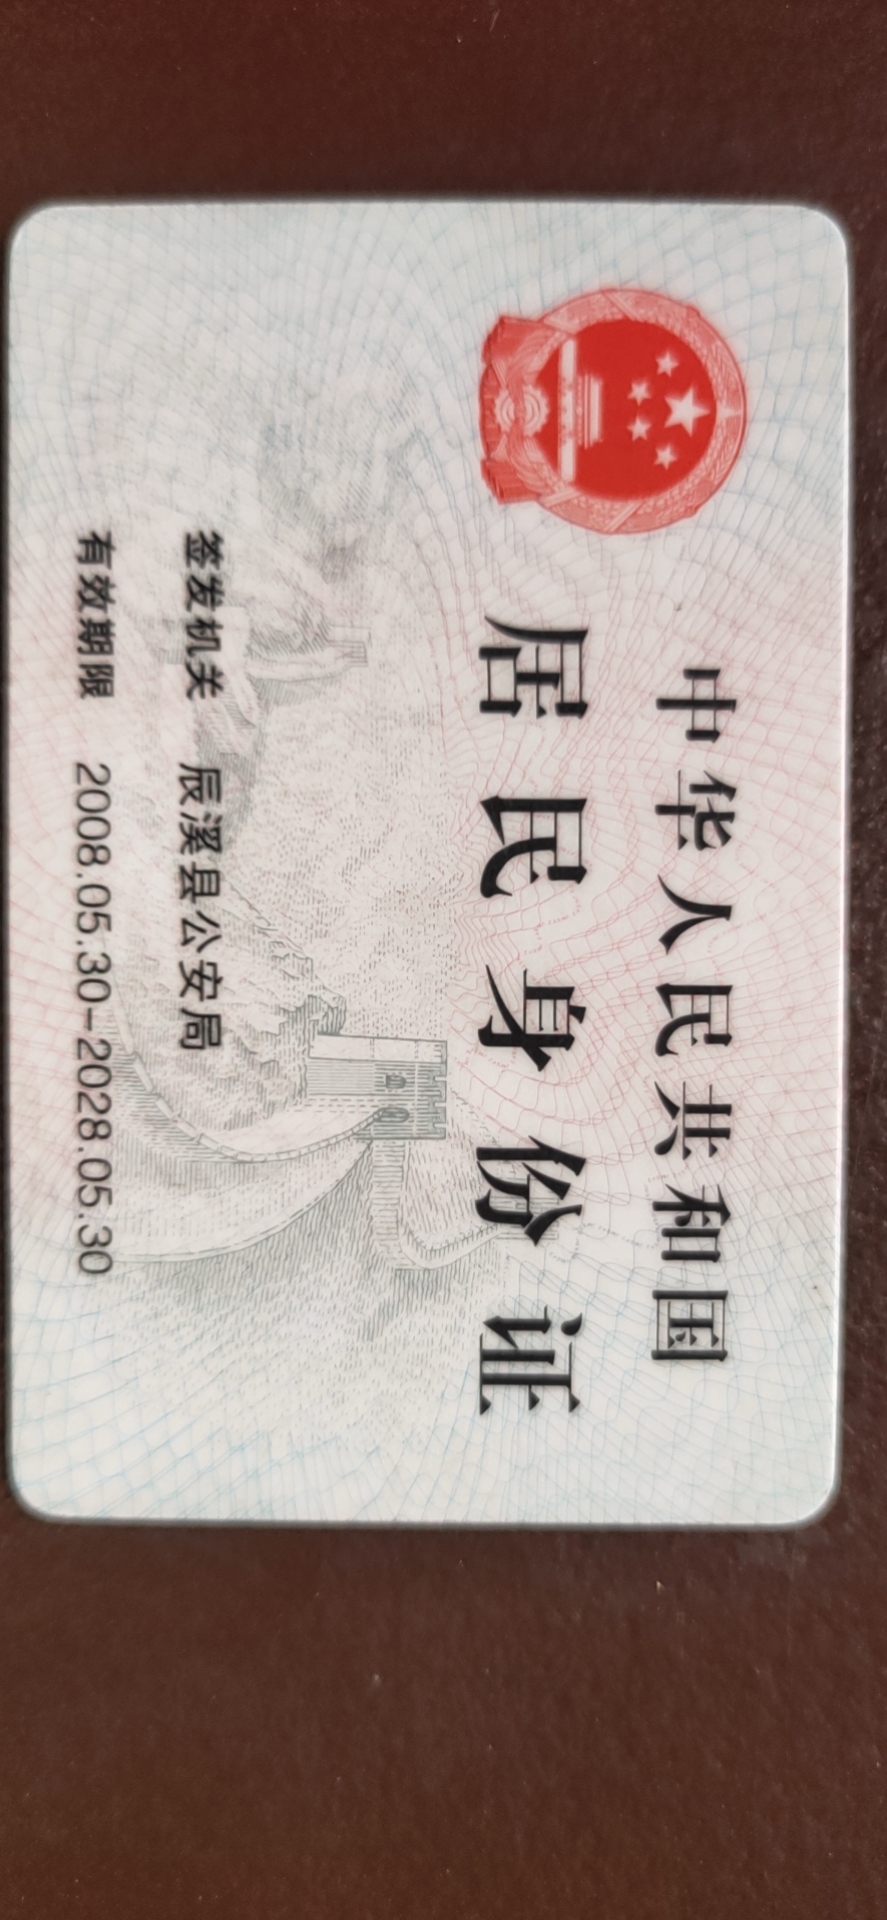 中华人民共和国
居民身份证
签发机关 辰溪县公安局
有效期限 2008.05.30-2028.05.30